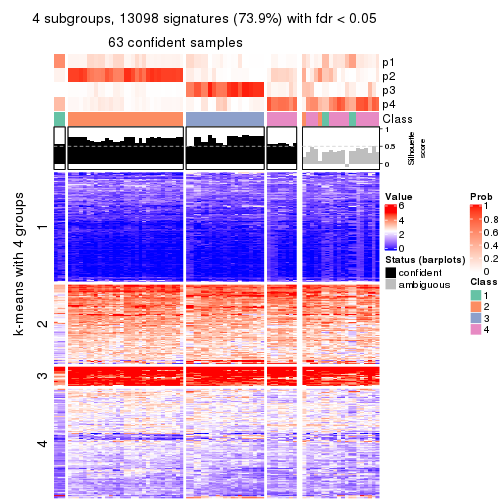 4 subgroups, 13098 signatures (73.9%) with fdr < 0.05
63 confident samples
p1
p2
p3
p4
Class
1
0.5
0
Silhouette
score
k-means with 4 groups
1
2
3
4
Value
6
4
2
0
Status (barplots)
confident
ambiguous
Prob
1
0.8
0.6
0.4
0.2
0
Class
1
2
3
4